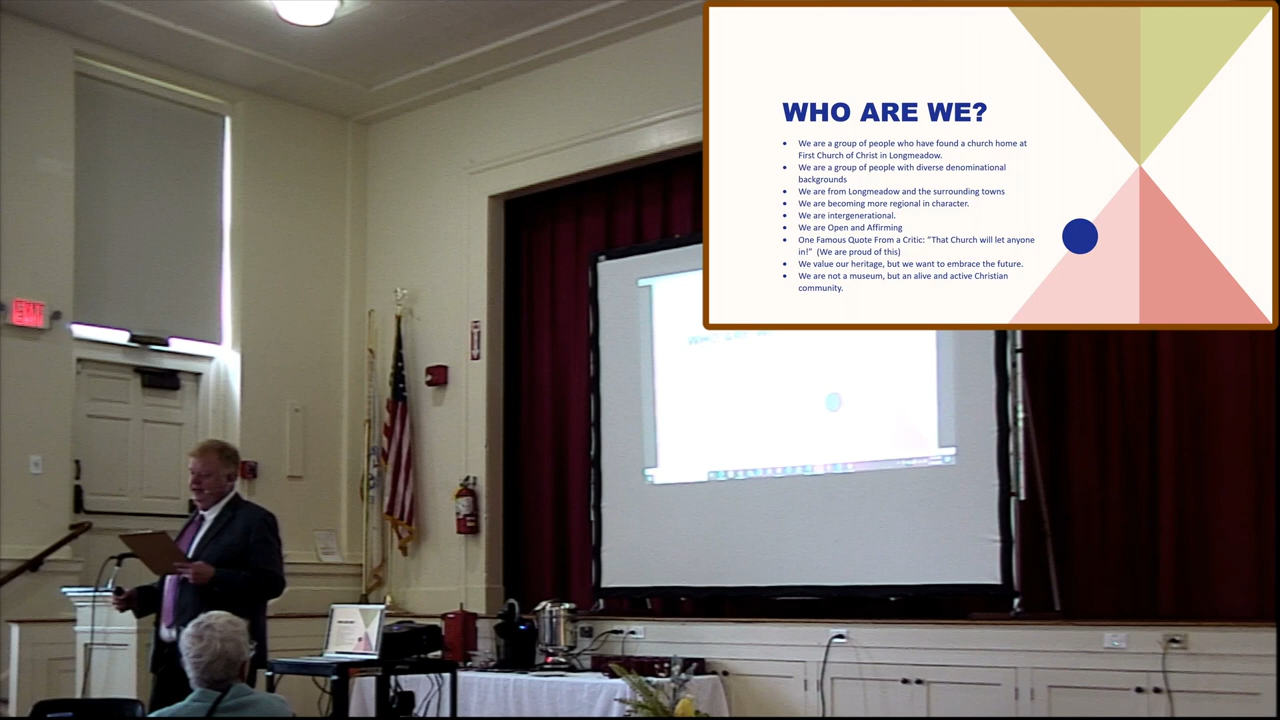 WHO ARE WE?
• We are a group of people who have found a church home at
First Church of Christ in Longmeadow.
• We are a group of people with diverse denominational
backgrounds
• We are from Longmeadow and the surrounding towns
• We are becoming more regional in character.
• We are intergenerational.
• We are Open and Affirming
• One Famous Quote From a Critic: "That Church will let anyone
in!" (We are proud of this)
• We value our heritage, but we want to embrace the future.
• We are not a museum, but an alive and active Christian
community.
EXIT